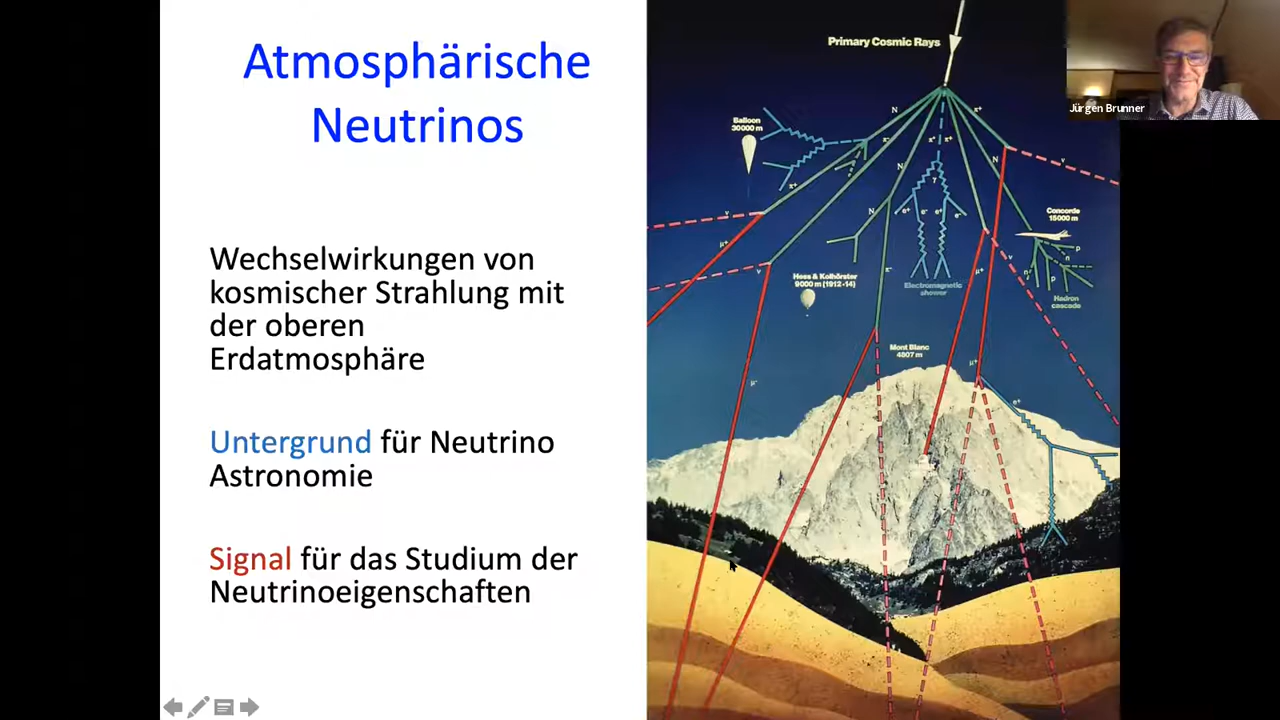 Atmosphärische
Neutrinos
Wechselwirkungen von
kosmischer Strahlung mit
der oberen
Erdatmosphäre
Untergrund für Neutrino
Astronomie
Signal für das Studium der
Neutrinoeigenschaften
Primary Cosmic Rays
Jürgen Brunner
N
π+
Balloon
30000 m
π-
π°
π+
N
N
ν
e
γ
π+
N
e+ e- e+ e-
Concorde
15000 m
ν
μ+
ν
p
n
n
p
Hess & Kolhörster
9000 m (1912-14)
π-
μ+
Electromagnetic
shower
Hadron
cascade
Mont Blanc
4807 m
μ+
μ-
e+